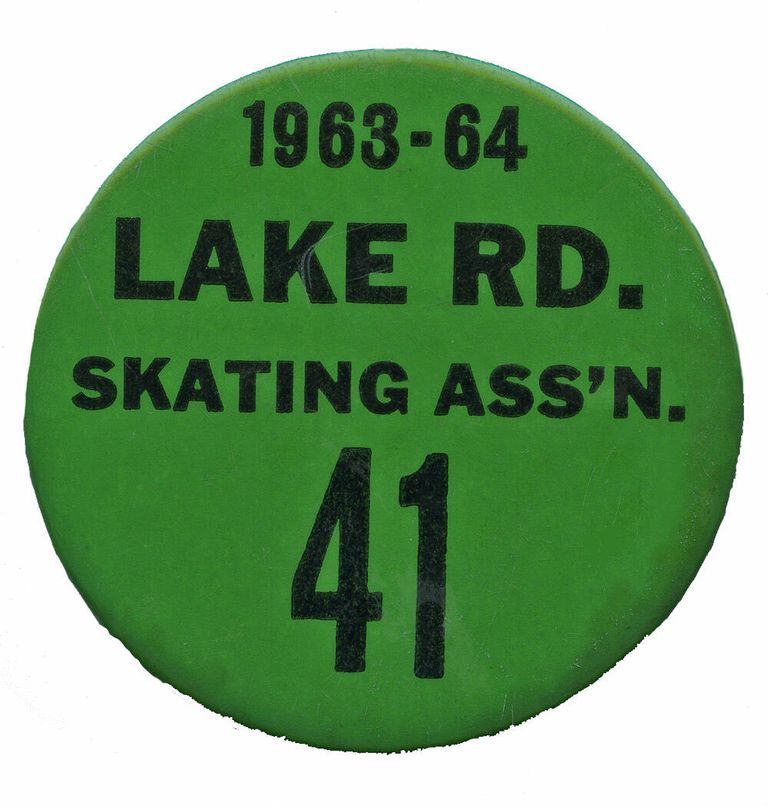 1963-64
LAKE RD.
SKATING ASS'N.
41